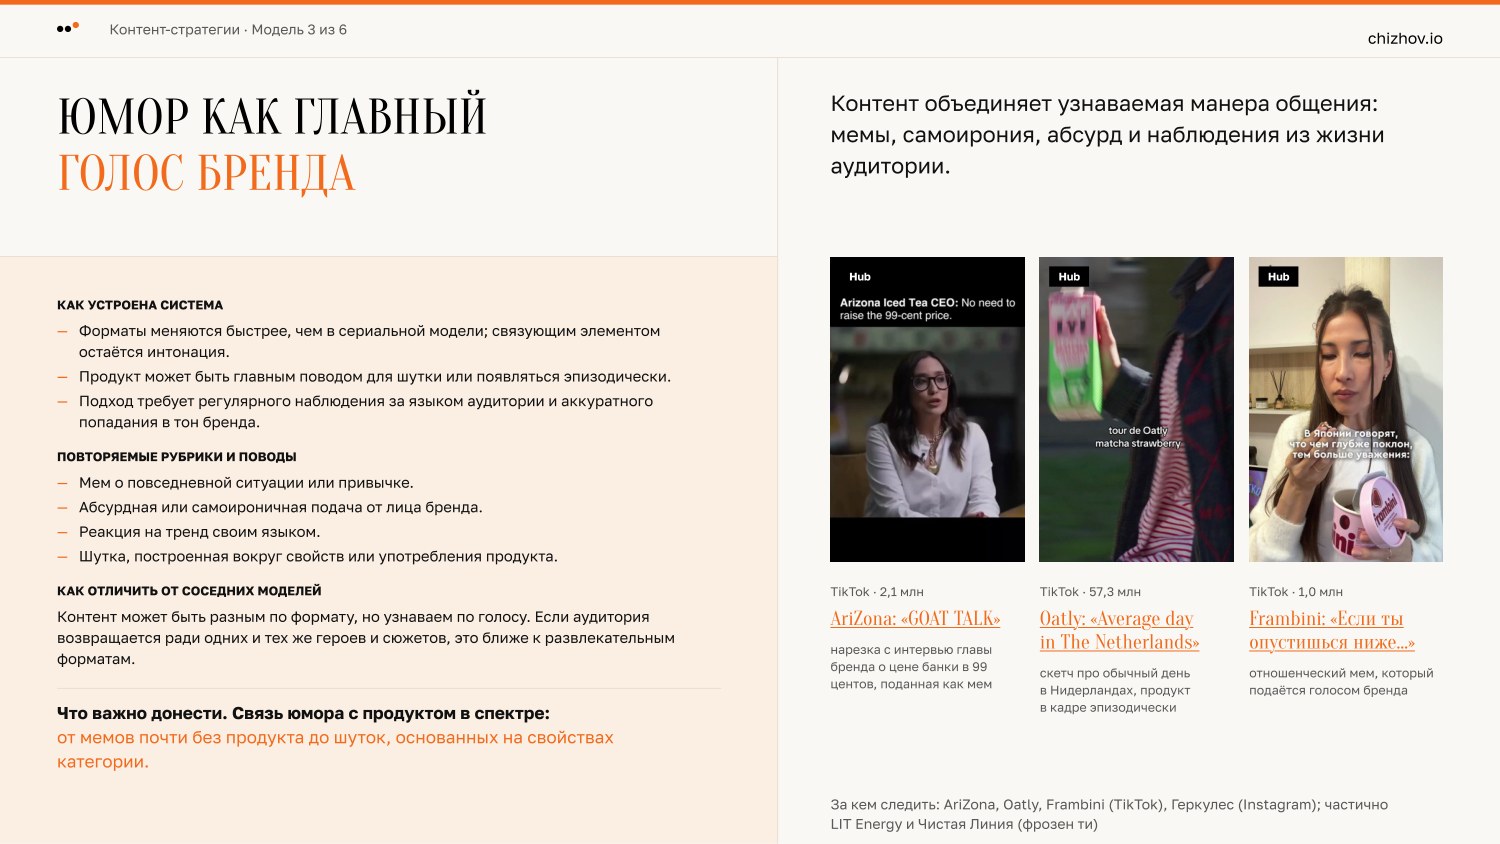 Контент-стратегии · Модель 3 из 6
chizhov.io
ЮМОР КАК ГЛАВНЫЙ
ГОЛОС БРЕНДА
КАК УСТРОЕНА СИСТЕМА
— Форматы меняются быстрее, чем в сериальной модели; связующим элементом
остаётся интонация.
— Продукт может быть главным поводом для шутки или появляться эпизодически.
— Подход требует регулярного наблюдения за языком аудитории и аккуратного
попадания в тон бренда.
ПОВТОРЯЕМЫЕ РУБРИКИ И ПОВОДЫ
— Мем о повседневной ситуации или привычке.
— Абсурдная или самоироничная подача от лица бренда.
— Реакция на тренд своим языком.
— Шутка, построенная вокруг свойств или употребления продукта.
КАК ОТЛИЧИТЬ ОТ СОСЕДНИХ МОДЕЛЕЙ
Контент может быть разным по формату, но узнаваем по голосу. Если аудитория
возвращается ради одних и тех же героев и сюжетов, это ближе к развлекательным
форматам.
Что важно донести. Связь юмора с продуктом в спектре:
от мемов почти без продукта до шуток, основанных на свойствах
категории.
Контент объединяет узнаваемая манера общения:
мемы, самоирония, абсурд и наблюдения из жизни
аудитории.
Hub
Arizona Iced Tea CEO: No need to
raise the 99-cent price.
TikTok · 2,1 млн
AriZona: «GOAT TALK»
нарезка с интервью главы
бренда о цене банки в 99
центов, поданная как мем
Hub
tour de Oatly
matcha strawberry
TikTok · 57,3 млн
Oatly: «Average day
in The Netherlands»
скетч про обычный день
в Нидерландах, продукт
в кадре эпизодически
Hub
В Японии говорят,
что чем глубже поклон,
тем больше уважения:
frambini
ini
TikTok · 1,0 млн
Frambini: «Если ты
опустишься ниже...»
отношенческий мем, который
подаётся голосом бренда
За кем следить: AriZona, Oatly, Frambini (TikTok), Геркулес (Instagram); частично
LIT Energy и Чистая Линия (фрозен ти)